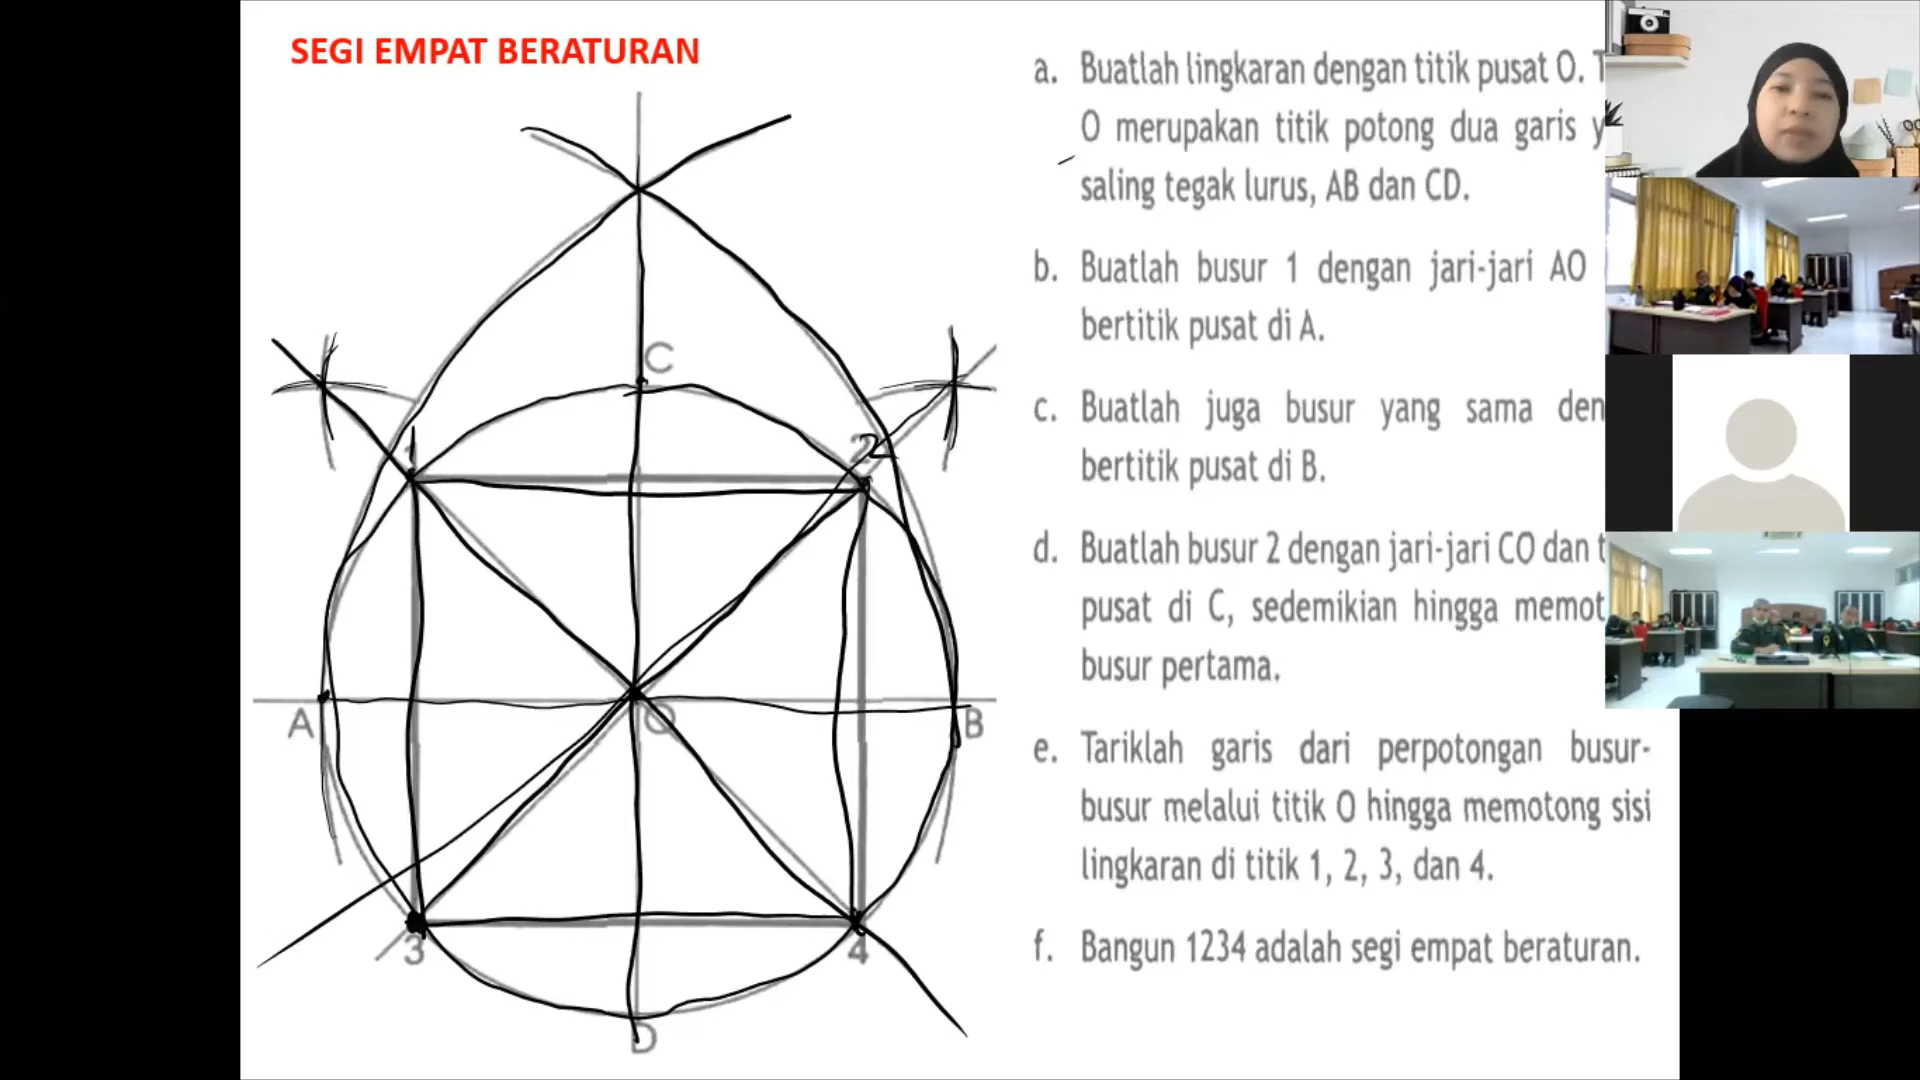 SEGI EMPAT BERATURAN
a. Buatlah lingkaran dengan titik pusat O.
O merupakan titik potong dua garis
saling tegak lurus, AB dan CD.
b. Buatlah busur 1 dengan jari-jari AO
bertitik pusat di A.
c. Buatlah juga busur yang sama den
bertitik pusat di B.
d. Buatlah busur 2 dengan jari-jari CO dan t
pusat di C, sedemikian hingga memot
busur pertama.
e. Tariklah garis dari perpotongan busur-
busur melalui titik O hingga memotong sisi
lingkaran di titik 1, 2, 3, dan 4.
f. Bangun 1234 adalah segi empat beraturan.
C
1
2
A
O
B
3
4
D